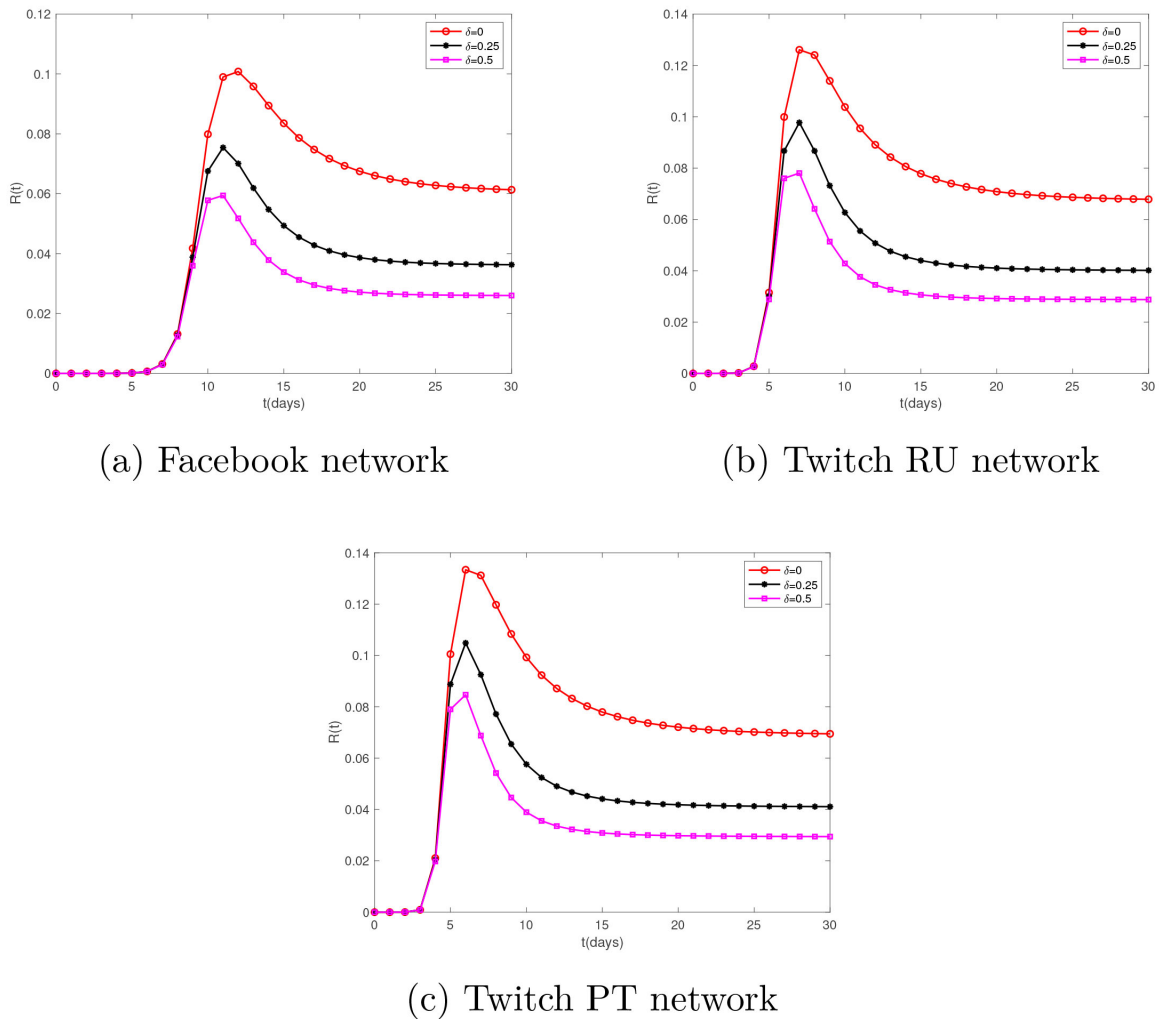 0.12
0.1
0.08
0.06
0.04
0.02
0
R(t)
0 5 10 15 20 25 30
t(days)
δ=0
δ=0.25
δ=0.5
(a) Facebook network
0.14
0.12
0.1
0.08
0.06
0.04
0.02
0
R(t)
0 5 10 15 20 25 30
t(days)
δ=0
δ=0.25
δ=0.5
(b) Twitch RU network
0.14
0.12
0.1
0.08
0.06
0.04
0.02
0
R(t)
0 5 10 15 20 25 30
t(days)
δ=0
δ=0.25
δ=0.5
(c) Twitch PT network